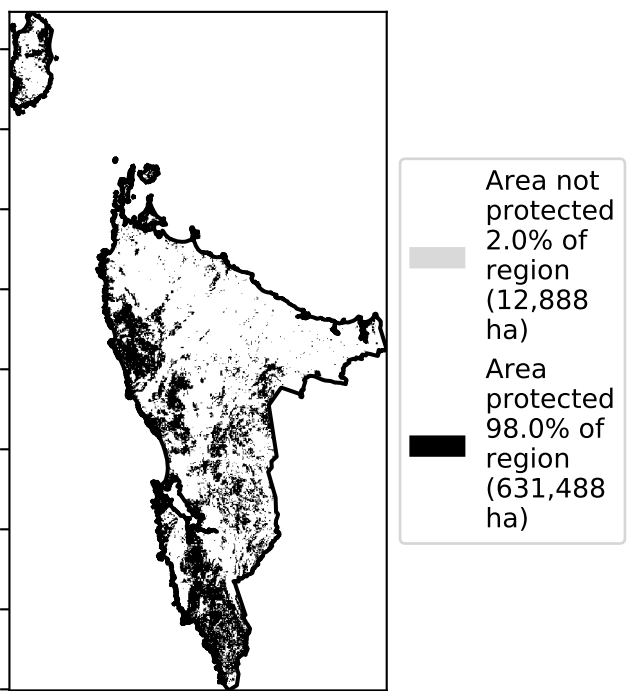 Area not
protected
2.0% of
region
(12,888
ha)
Area
protected
98.0% of
region
(631,488
ha)